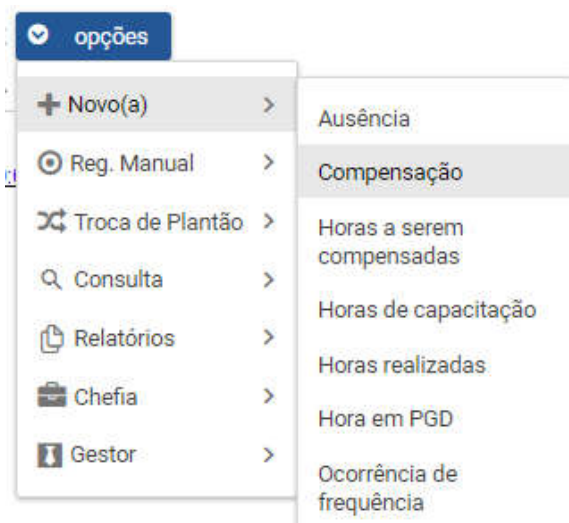 opções
Novo(a)
Reg. Manual
Troca de Plantão
Consulta
Relatórios
Chefia
Gestor
Ausência
Compensação
Horas a serem
compensadas
Horas de capacitação
Horas realizadas
Hora em PGD
Ocorrência de
frequência